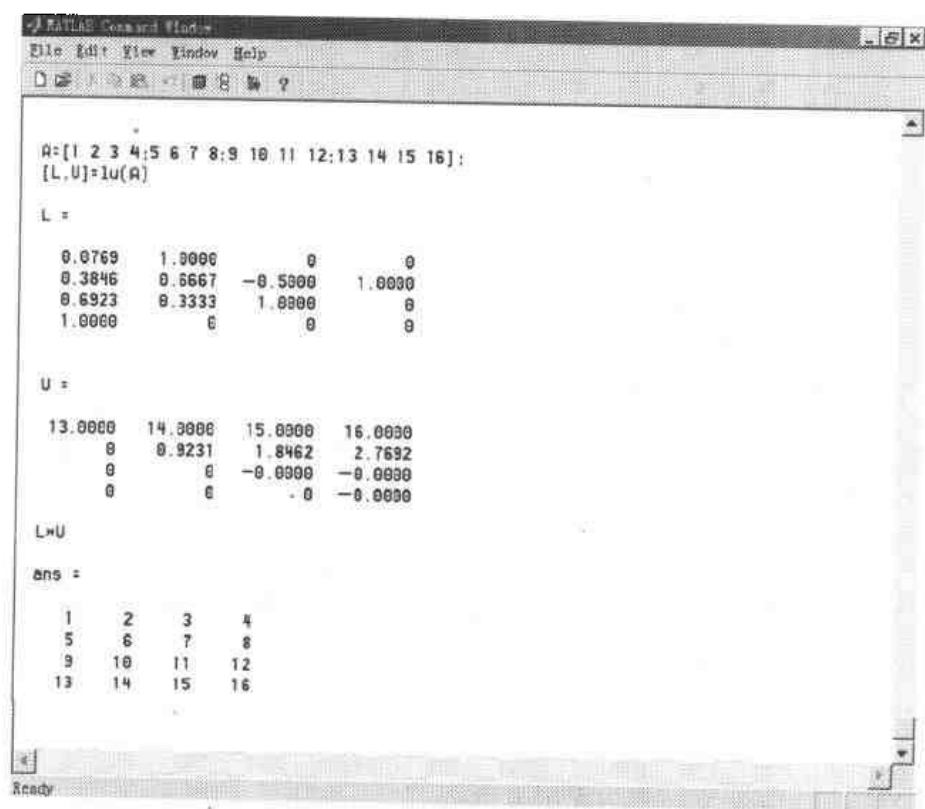 MATLAB Command Window
File Edit View Window Help
A=[1 2 3 4;5 6 7 8;9 10 11 12;13 14 15 16];
[L,U]=lu(A)
L =
0.0769 1.0000 0 0
0.3846 0.6667 -0.5000 1.0000
0.6923 0.3333 1.0000 0
1.0000 0 0 0
U =
13.0000 14.0000 15.0000 16.0000
0 0.9231 1.8462 2.7692
0 0 -0.0000 -0.0000
0 0 0 -0.0000
L*U
ans =
1 2 3 4
5 6 7 8
9 10 11 12
13 14 15 16
Ready